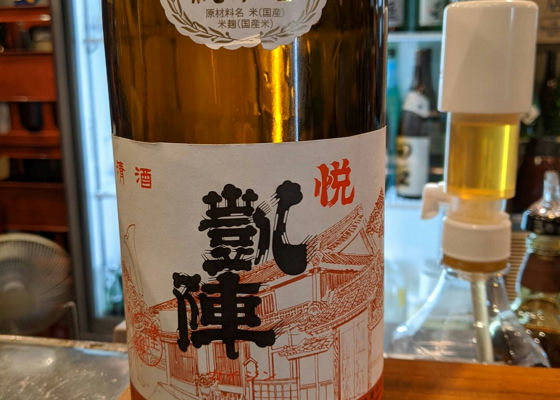 原材料名 米(国産)
米麹(国産米)
清酒
悦
凱陣